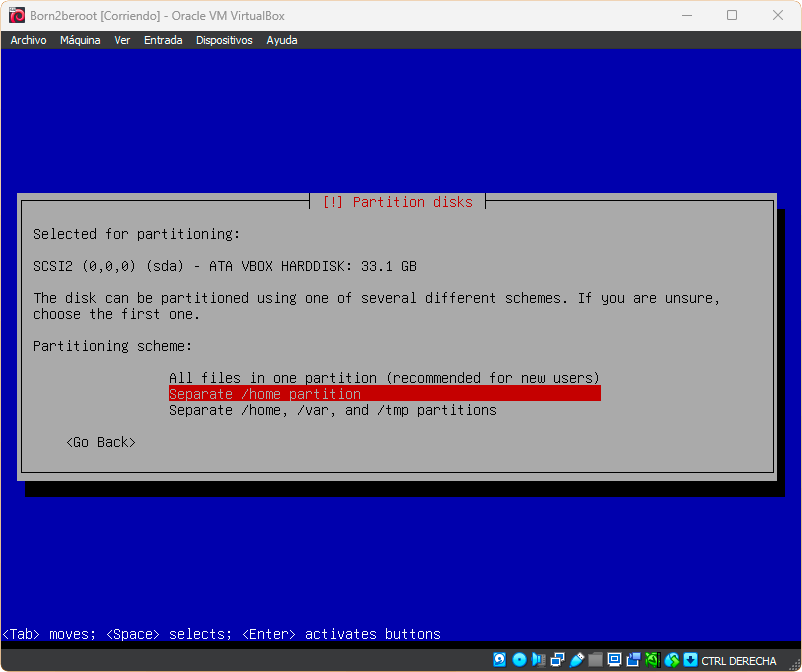 Born2beroot [Corriendo] - Oracle VM VirtualBox
Archivo Máquina Ver Entrada Dispositivos Ayuda
[!] Partition disks
Selected for partitioning:
SCSI2 (0,0,0) (sda) - ATA VBOX HARDDISK: 33.1 GB
The disk can be partitioned using one of several different schemes. If you are unsure,
choose the first one.
Partitioning scheme:
All files in one partition (recommended for new users)
Separate /home partition
Separate /home, /var, and /tmp partitions
<Go Back>
<Tab> moves; <Space> selects; <Enter> activates buttons
CTRL DERECHA